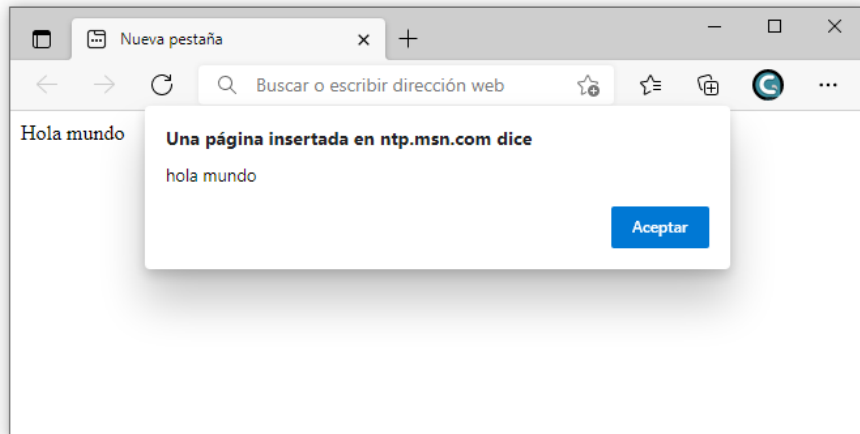 Nueva pestaña
Buscar o escribir dirección web
Hola mundo
Una página insertada en ntp.msn.com dice
hola mundo
Aceptar